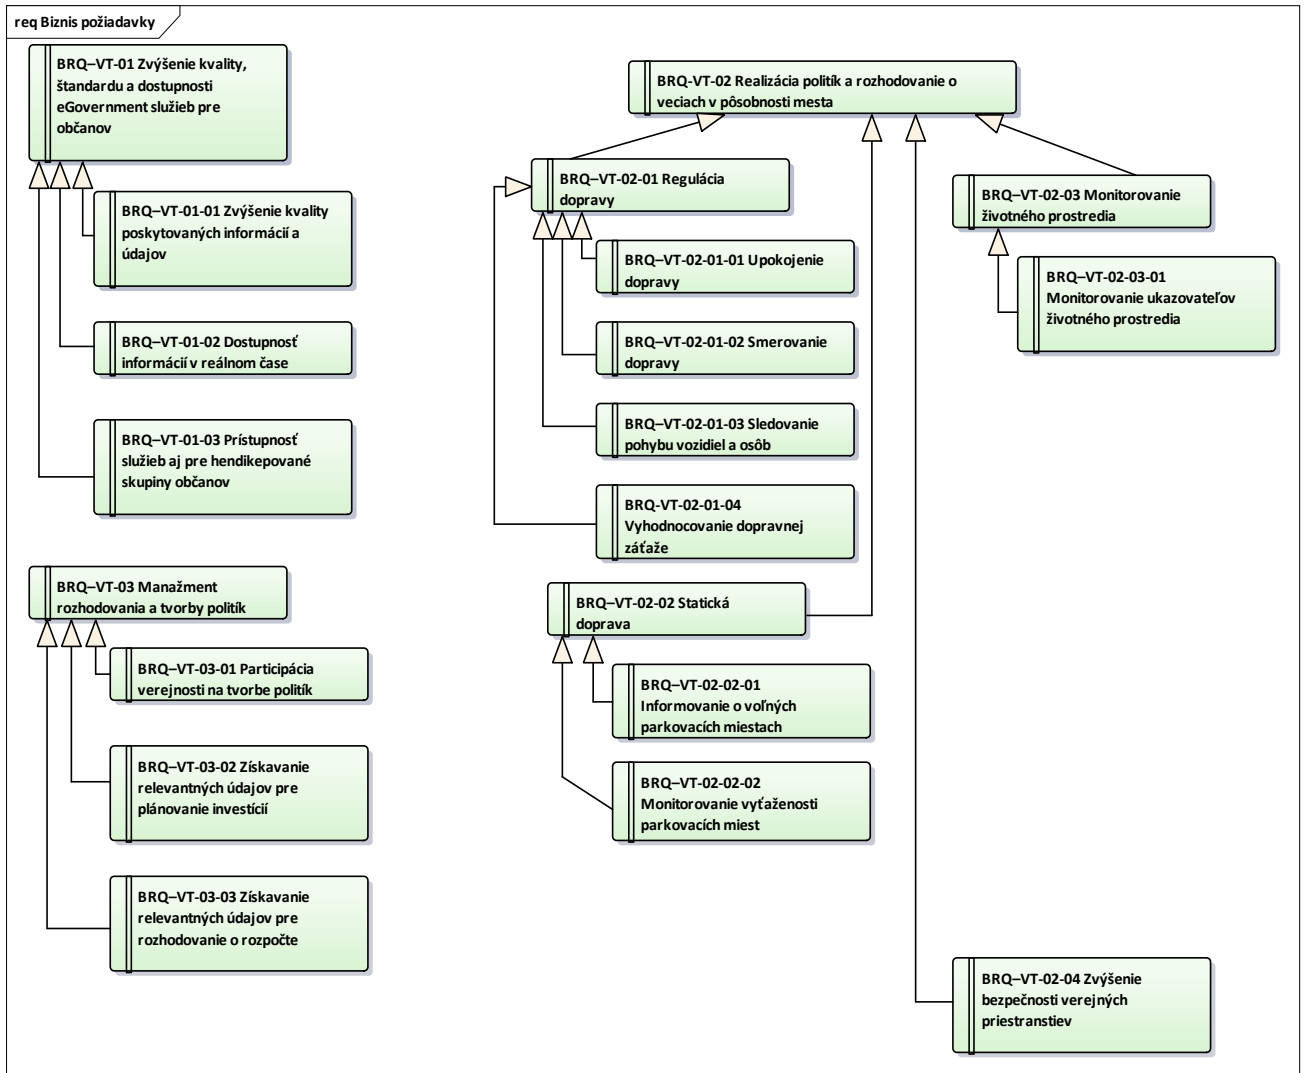 req Biznis požiadavky
BRQ–VT-01 Zvýšenie kvality,
štandardu a dostupnosti
eGovernment služieb pre
občanov
BRQ–VT-01-01 Zvýšenie kvality
poskytovaných informácií a
údajov
BRQ–VT-01-02 Dostupnosť
informácií v reálnom čase
BRQ–VT-01-03 Prístupnosť
služieb aj pre hendikepované
skupiny občanov
BRQ–VT-03 Manažment
rozhodovania a tvorby politík
BRQ–VT-03-01 Participácia
verejnosti na tvorbe politík
BRQ–VT-03-02 Získavanie
relevantných údajov pre
plánovanie investícií
BRQ–VT-03-03 Získavanie
relevantných údajov pre
rozhodovanie o rozpočte
BRQ-VT-02 Realizácia politík a rozhodovanie o
veciach v pôsobnosti mesta
BRQ–VT-02-01 Regulácia
dopravy
BRQ–VT-02-01-01 Upokojenie
dopravy
BRQ–VT-02-01-02 Smerovanie
dopravy
BRQ–VT-02-01-03 Sledovanie
pohybu vozidiel a osôb
BRQ-VT-02-01-04
Vyhodnocovanie dopravnej
záťaže
BRQ–VT-02-02 Statická
doprava
BRQ–VT-02-02-01
Informovanie o voľných
parkovacích miestach
BRQ–VT-02-02-02
Monitorovanie vyťaženosti
parkovacích miest
BRQ–VT-02-03 Monitorovanie
životného prostredia
BRQ–VT-02-03-01
Monitorovanie ukazovateľov
životného prostredia
BRQ–VT-02-04 Zvýšenie
bezpečnosti verejných
priestranstiev